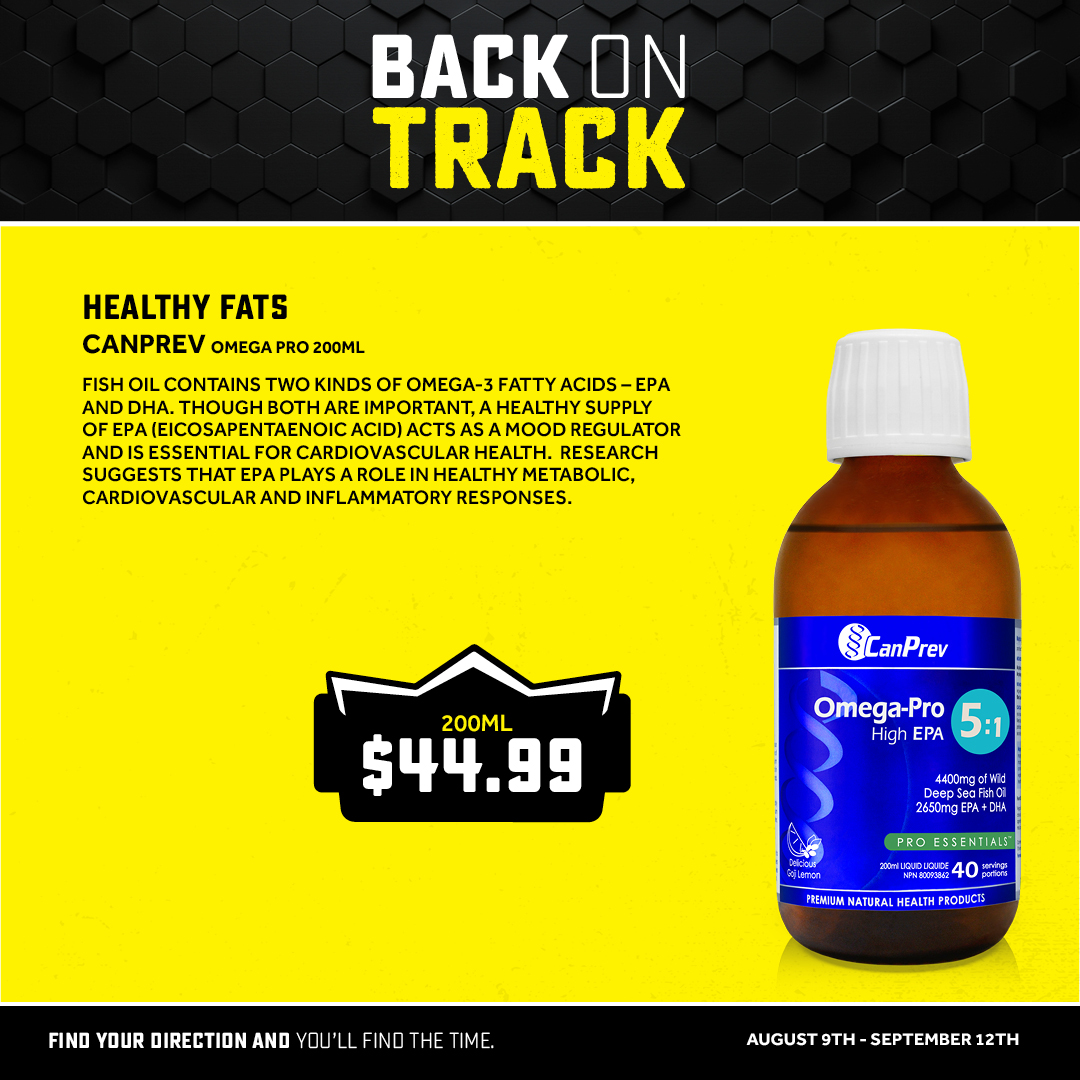 BACK ON
TRACK
HEALTHY FATS
CANPREV OMEGA PRO 200ML
FISH OIL CONTAINS TWO KINDS OF OMEGA-3 FATTY ACIDS – EPA
AND DHA. THOUGH BOTH ARE IMPORTANT, A HEALTHY SUPPLY
OF EPA (EICOSAPENTAENOIC ACID) ACTS AS A MOOD REGULATOR
AND IS ESSENTIAL FOR CARDIOVASCULAR HEALTH. RESEARCH
SUGGESTS THAT EPA PLAYS A ROLE IN HEALTHY METABOLIC,
CARDIOVASCULAR AND INFLAMMATORY RESPONSES.
200ML
$44.99
CanPrev
Omega-Pro
High EPA
5:1
4400mg of Wild
Deep Sea Fish Oil
2650mg EPA + DHA
PRO ESSENTIALS™
Delicious
Goji Lemon
200ml LIQUID LIQUIDE
NPN 80093862
40 servings
portions
PREMIUM NATURAL HEALTH PRODUCTS
FIND YOUR DIRECTION AND YOU'LL FIND THE TIME.
AUGUST 9TH - SEPTEMBER 12TH